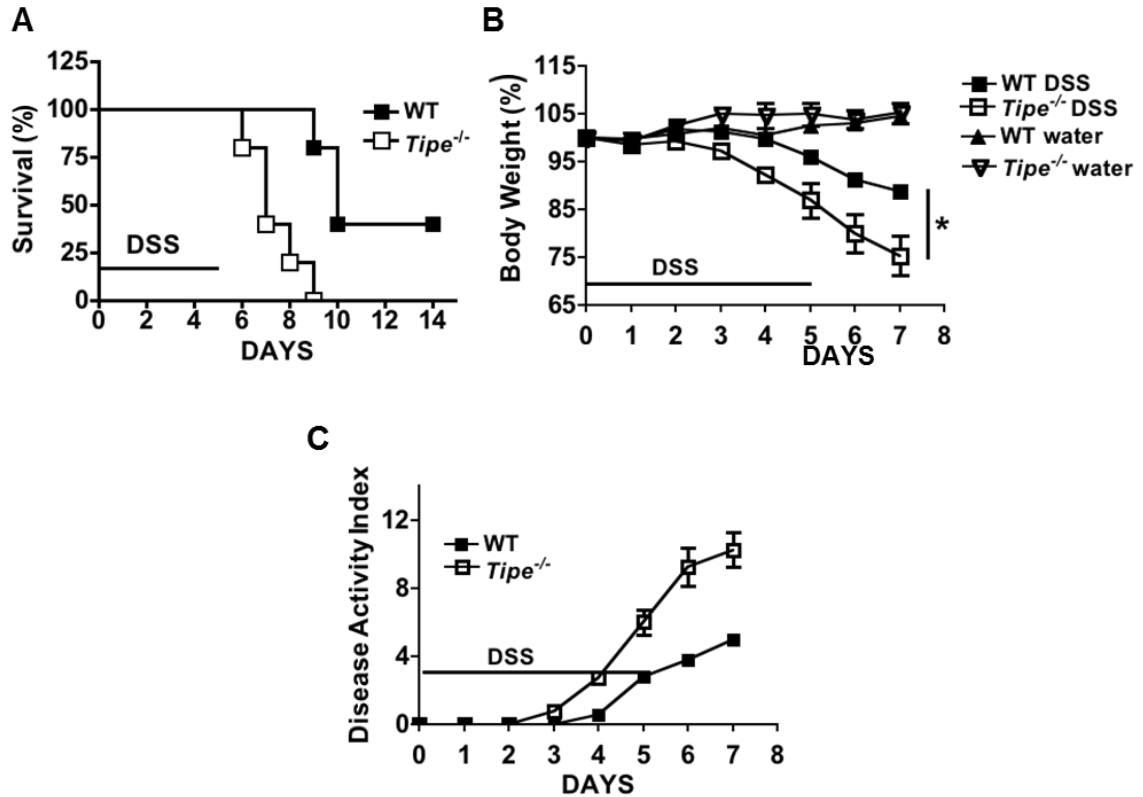 A
Survival (%)
125
100
75
50
25
0
WT
Tipe-/-
DSS
0 2 4 6 8 10 12 14
DAYS
B
Body Weight (%)
115
105
95
85
75
65
WT DSS
Tipe-/- DSS
WT water
Tipe-/- water
*
DSS
0 1 2 3 4 5 6 7 8
DAYS
C
Disease Activity Index
12
8
4
0
WT
Tipe-/-
DSS
0 1 2 3 4 5 6 7 8
DAYS